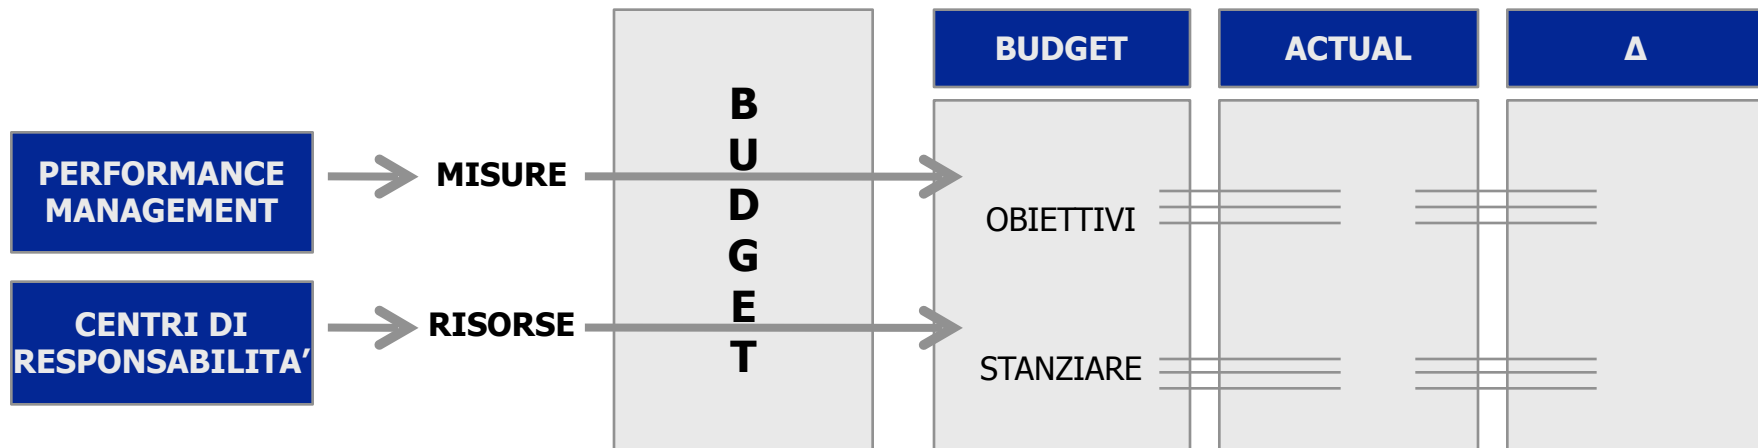 BUDGET
ACTUAL
Δ
PERFORMANCE
MANAGEMENT
MISURE
B
U
D
G
E
T
OBIETTIVI
CENTRI DI
RESPONSABILITA’
RISORSE
STANZIARE